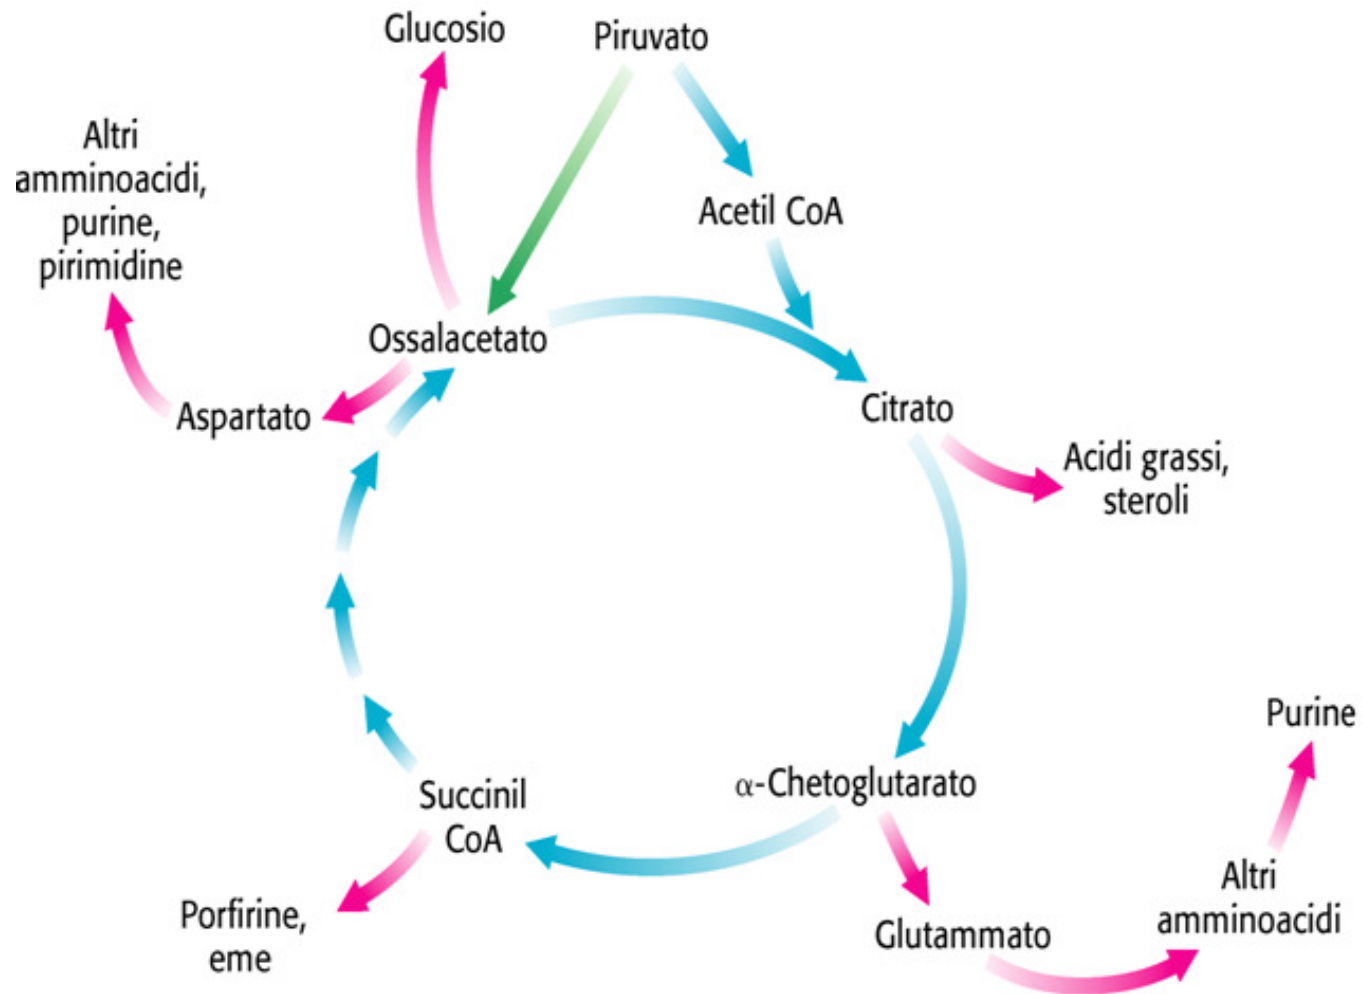 Glucosio
Piruvato
Altri
amminoacidi,
purine,
pirimidine
Acetil CoA
Ossalacetato
Aspartato
Citrato
Acidi grassi,
steroli
Purine
α-Chetoglutarato
Succinil
CoA
Altri
amminoacidi
Porfirine,
eme
Glutammato